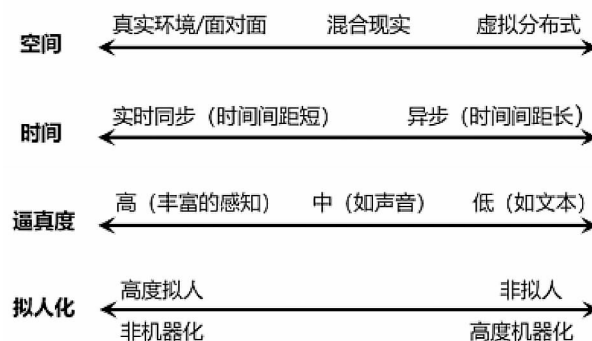 真实环境/面对面 混合现实 虚拟分布式
空间
实时同步（时间间距短） 异步（时间间距长）
时间
高（丰富的感知） 中（如声音） 低（如文本）
逼真度
高度拟人 非拟人
拟人化
非机器化 高度机器化